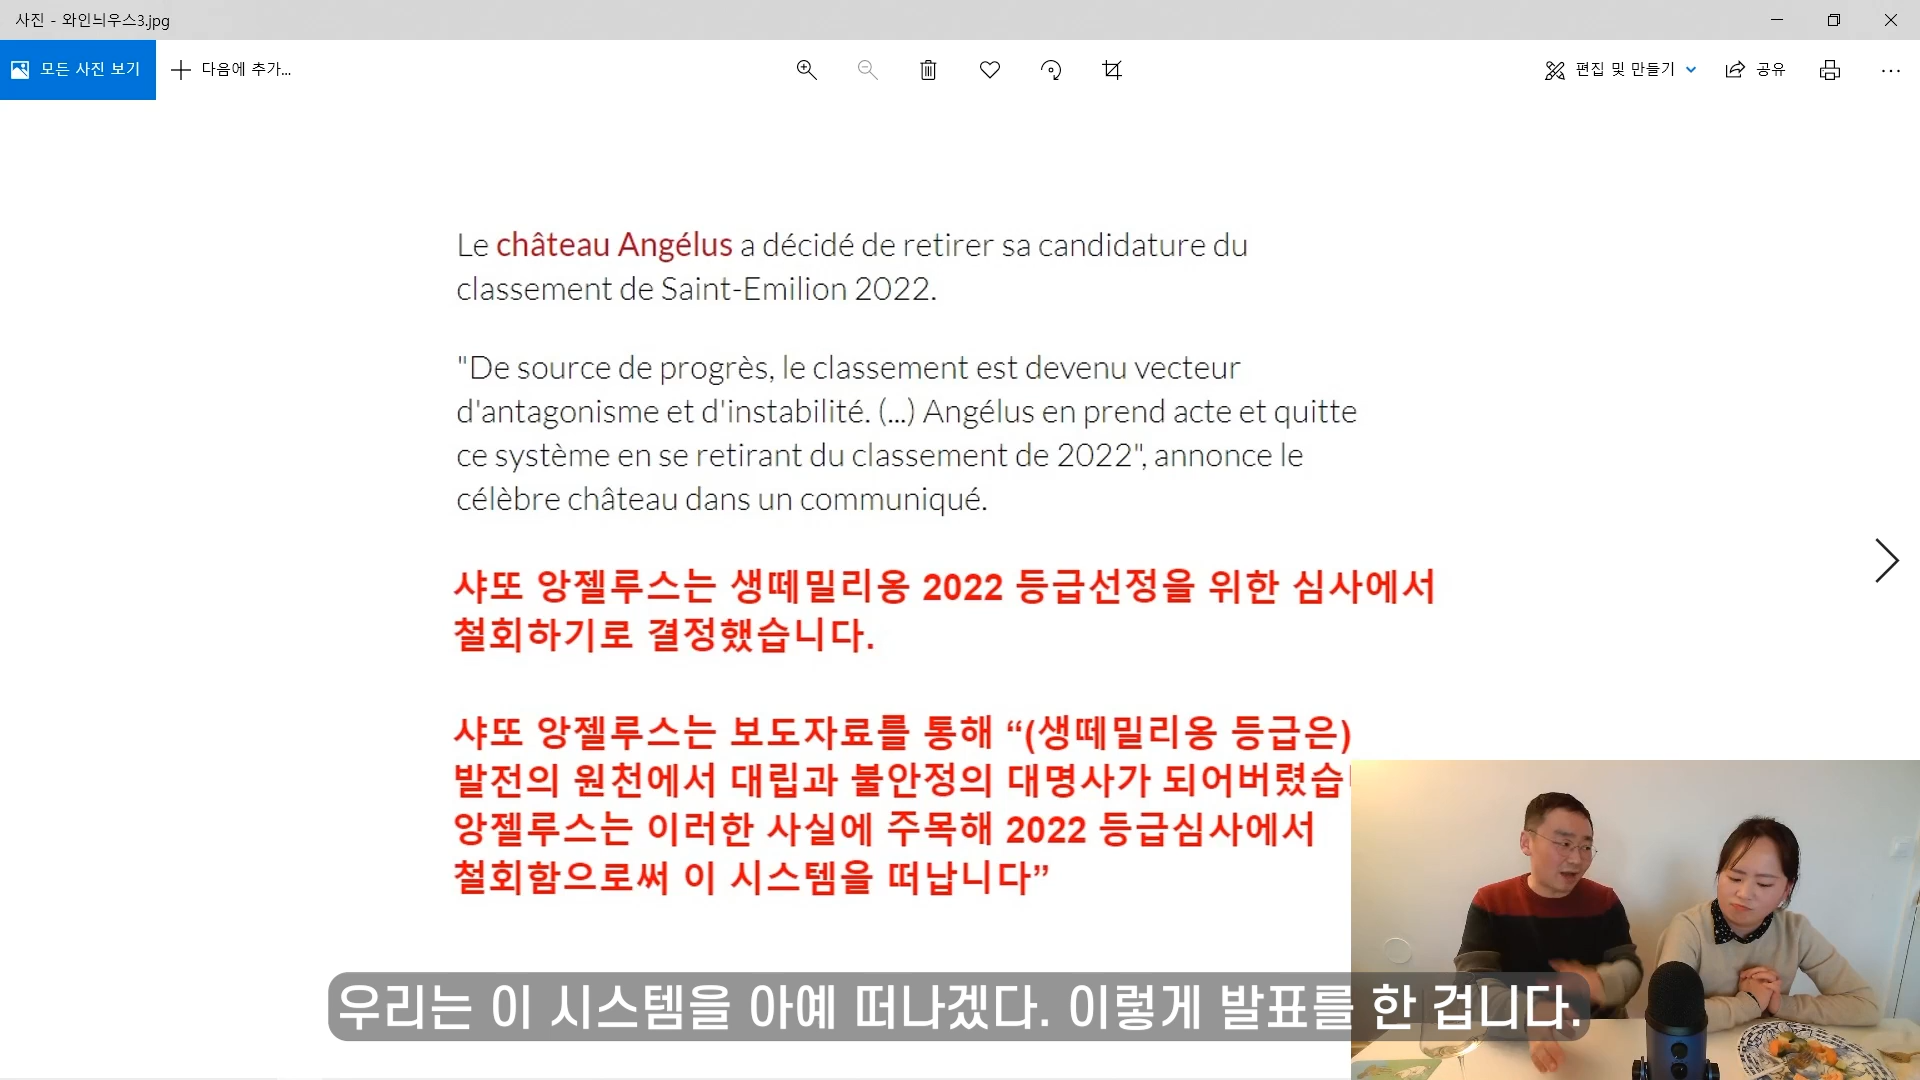 사진 - 와인늬우스3.jpg
모든 사진 보기
다음에 추가...
편집 및 만들기
공유
Le château Angélus a décidé de retirer sa candidature du
classement de Saint-Emilion 2022.
"De source de progrès, le classement est devenu vecteur
d'antagonisme et d'instabilité. (...) Angélus en prend acte et quitte
ce système en se retirant du classement de 2022", annonce le
célèbre château dans un communiqué.
샤또 앙젤루스는 생떼밀리옹 2022 등급선정을 위한 심사에서
철회하기로 결정했습니다.
샤또 앙젤루스는 보도자료를 통해 “(생떼밀리옹 등급은)
발전의 원천에서 대립과 불안정의 대명사가 되어버렸습
앙젤루스는 이러한 사실에 주목해 2022 등급심사에서
철회함으로써 이 시스템을 떠납니다”
우리는 이 시스템을 아예 떠나겠다. 이렇게 발표를 한 겁니다.